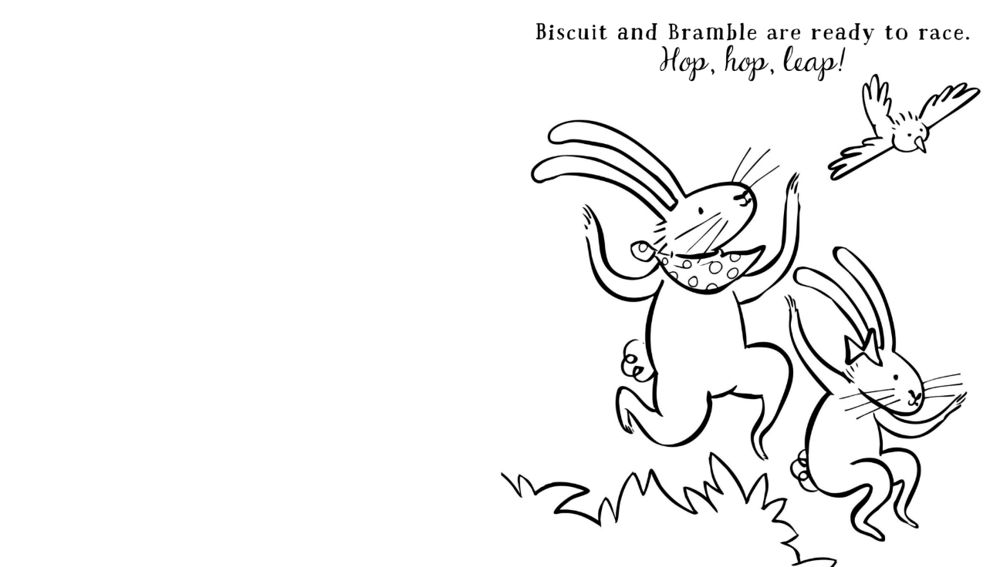 Biscuit and Bramble are ready to race.
Hop, hop, leap!